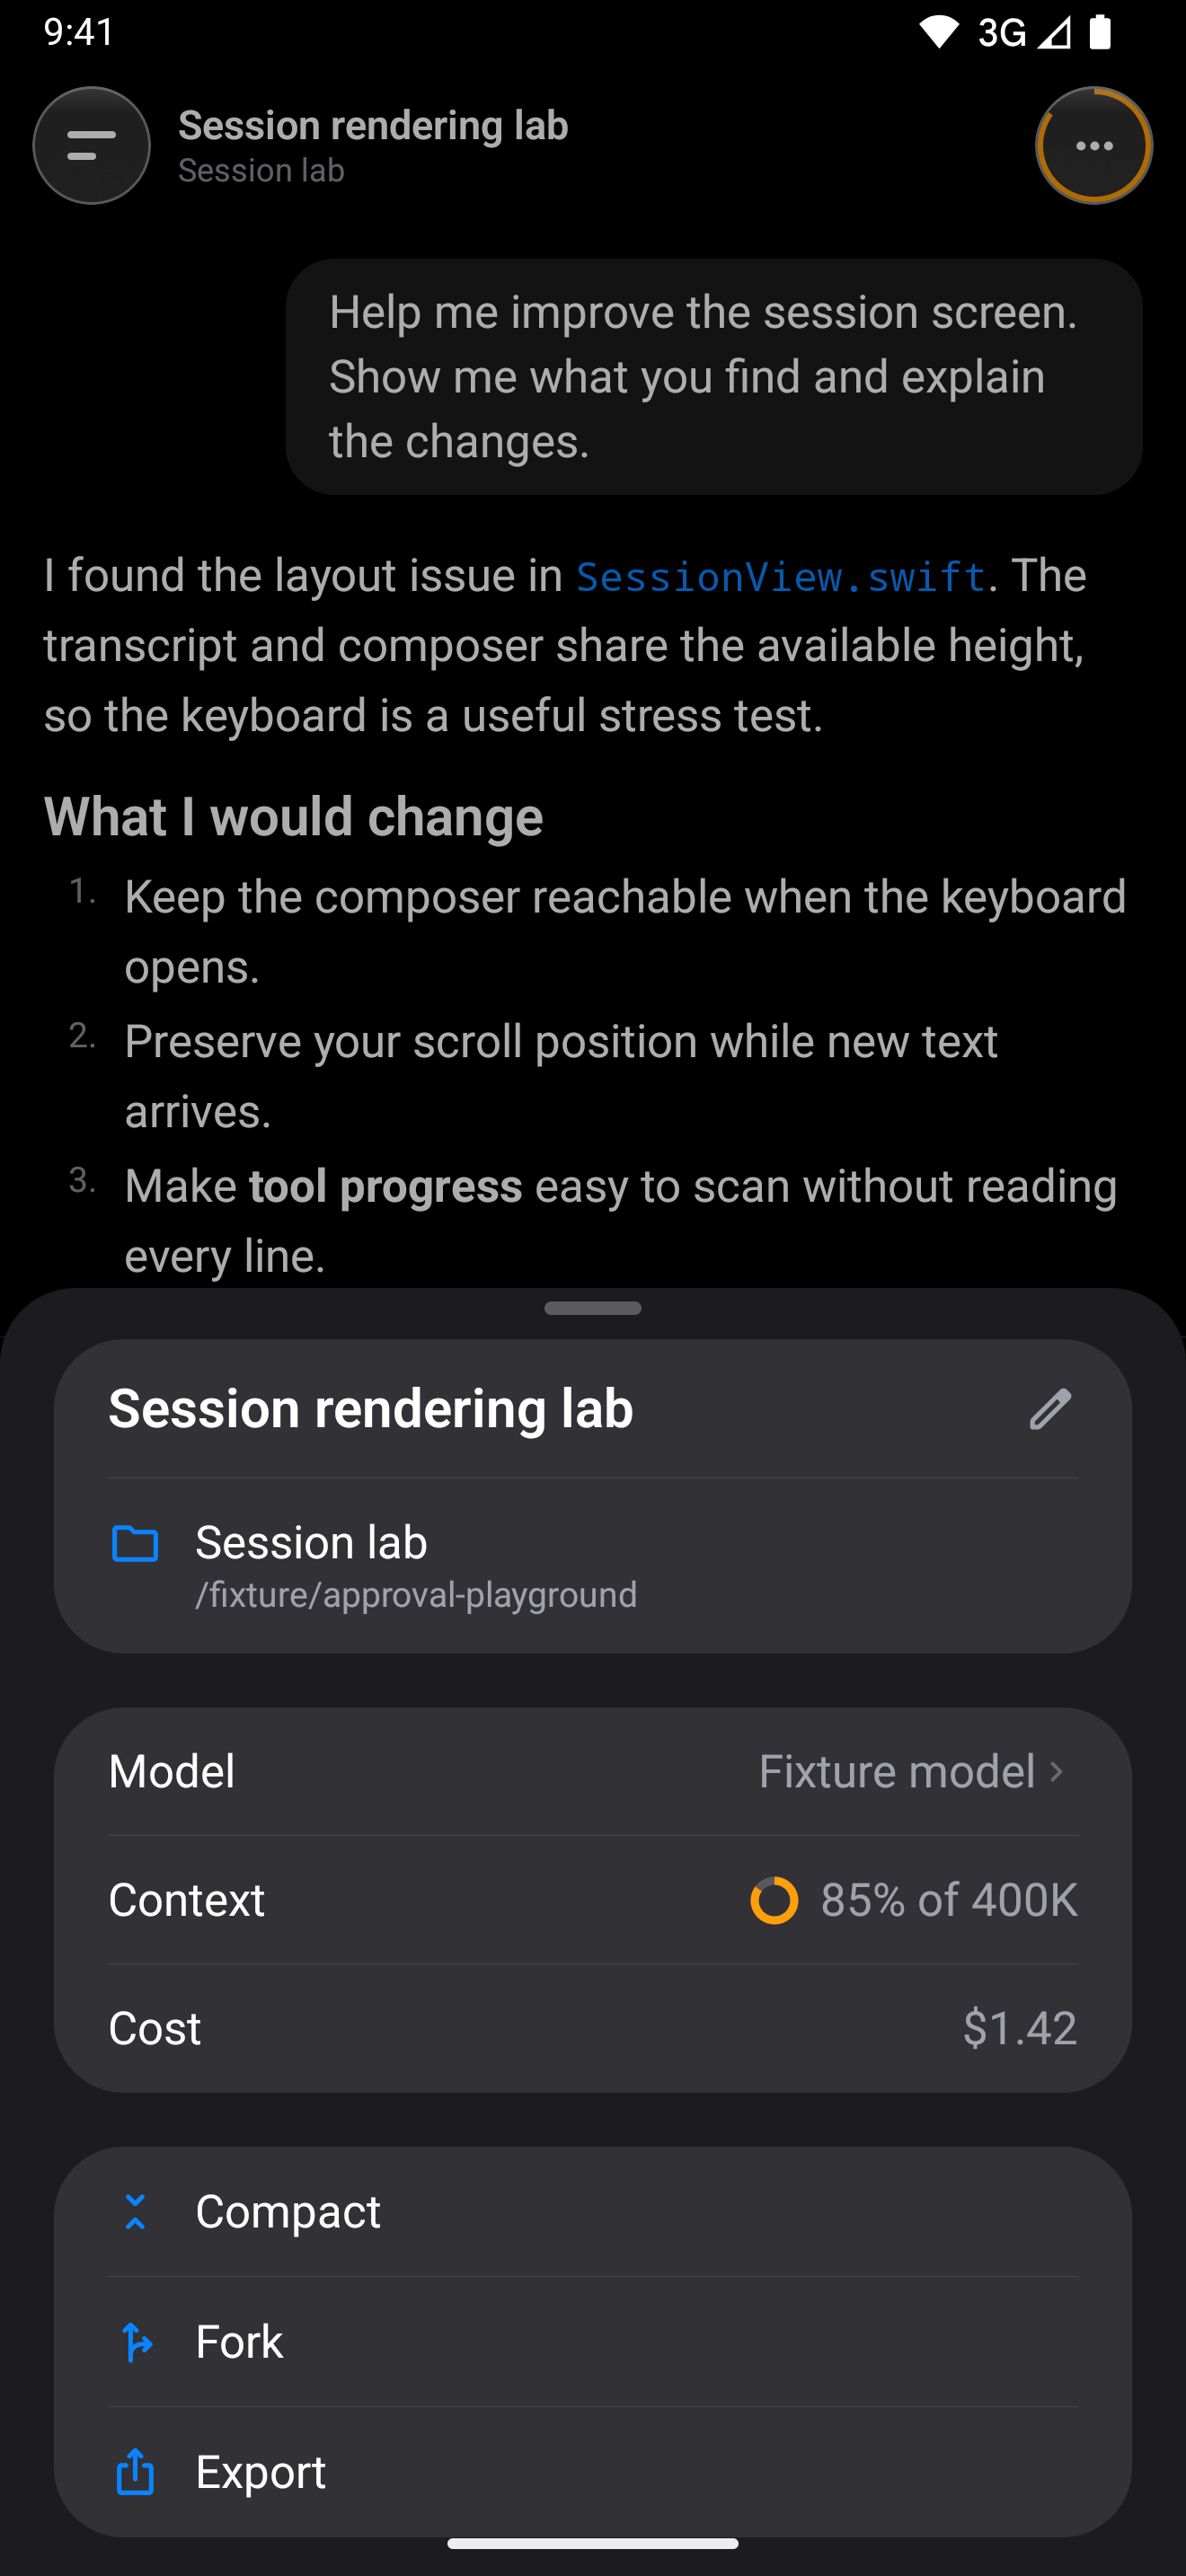 9:41
3G
Session rendering lab
Session lab
Help me improve the session screen.
Show me what you find and explain
the changes.
I found the layout issue in SessionView.swift. The
transcript and composer share the available height,
so the keyboard is a useful stress test.
What I would change
1. Keep the composer reachable when the keyboard
opens.
2. Preserve your scroll position while new text
arrives.
3. Make tool progress easy to scan without reading
every line.
Session rendering lab
Session lab
/fixture/approval-playground
Model Fixture model
Context 85% of 400K
Cost $1.42
Compact
Fork
Export